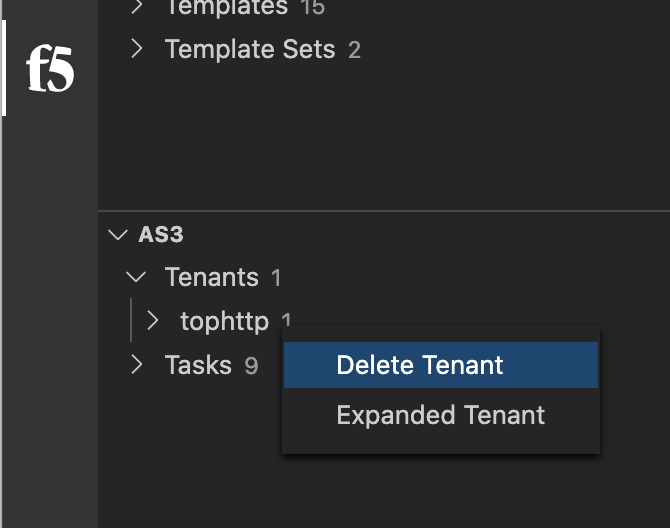 Templates 15
f5
Template Sets 2
AS3
Tenants 1
tophttp 1
Tasks 9
Delete Tenant
Expanded Tenant